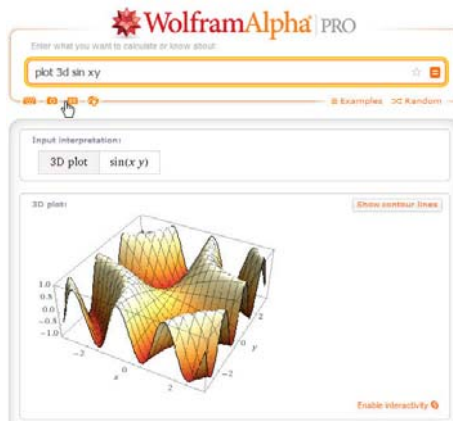 WolframAlpha PRO
Enter what you want to calculate or know about:
plot 3d sin xy
Examples Random
Input interpretation:
3D plot sin(x y)
3D plot: Show contour lines
1.0
0.5
0.0
-0.5
-1.0
-2
0
x
2
-2
0
y
2
Enable interactivity